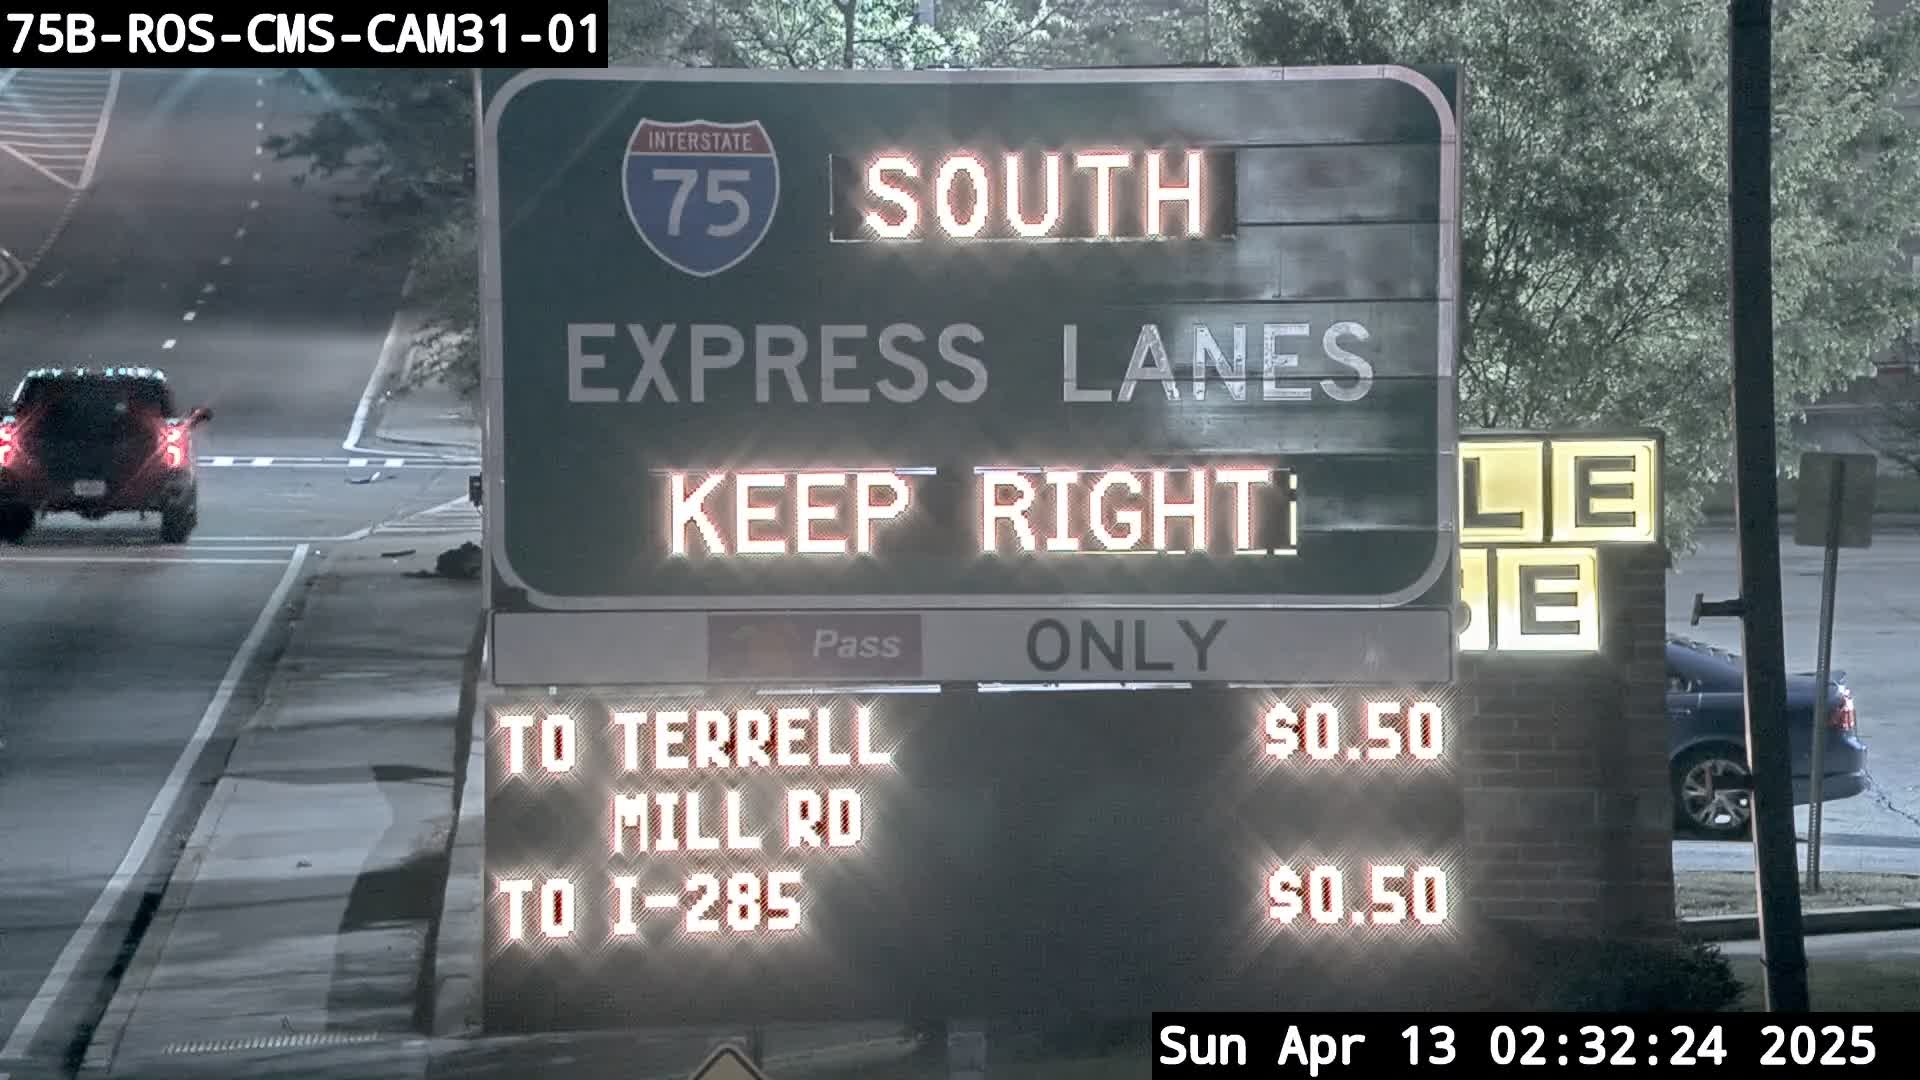 75B-ROS-CMS-CAM31-01
INTERSTATE
75
SOUTH
EXPRESS LANES
KEEP RIGHT
LE
E
Pass ONLY
TO TERRELL $0.50
MILL RD
TO I-285 $0.50
Sun Apr 13 02:32:24 2025